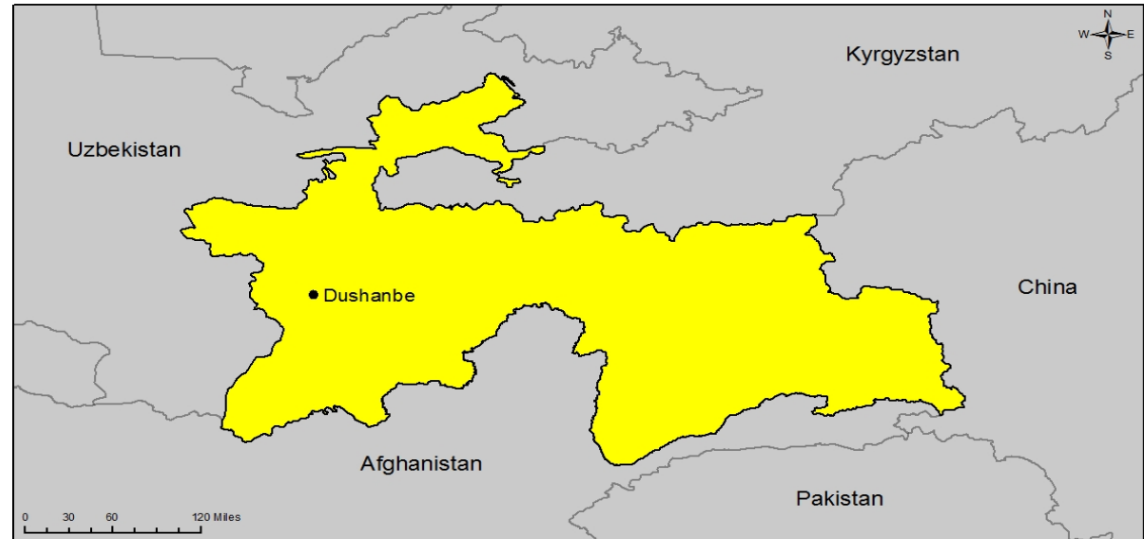 N
W E
S
Kyrgyzstan
Uzbekistan
China
Dushanbe
Afghanistan
Pakistan
0 30 60 120 Miles